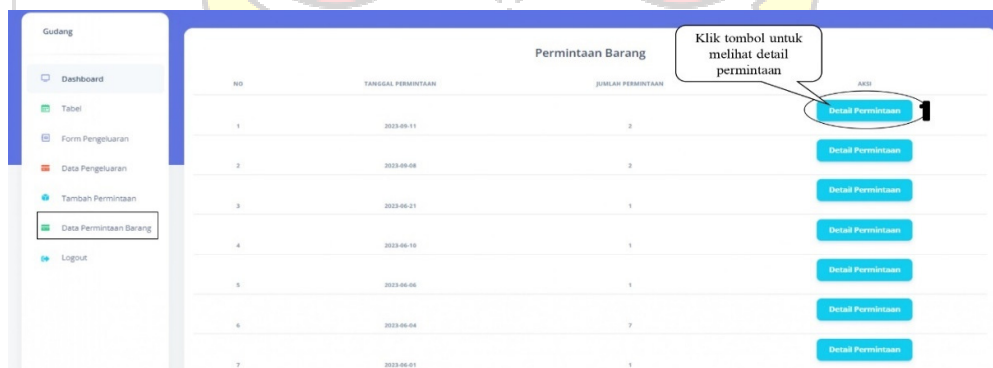 Gudang
Dashboard
Tabel
Form Pengeluaran
Data Pengeluaran
Tambah Permintaan
Data Permintaan Barang
Logout
Permintaan Barang
Klik tombol untuk
melihat detail
permintaan
NO TANGGAL PERMINTAAN JUMLAH PERMINTAAN AKSI
1 2023-09-11 2 Detail Permintaan 1
2 2023-09-08 2 Detail Permintaan
3 2023-06-21 1 Detail Permintaan
4 2023-06-10 1 Detail Permintaan
5 2023-06-06 1 Detail Permintaan
6 2023-06-04 7 Detail Permintaan
7 2023-06-01 1 Detail Permintaan